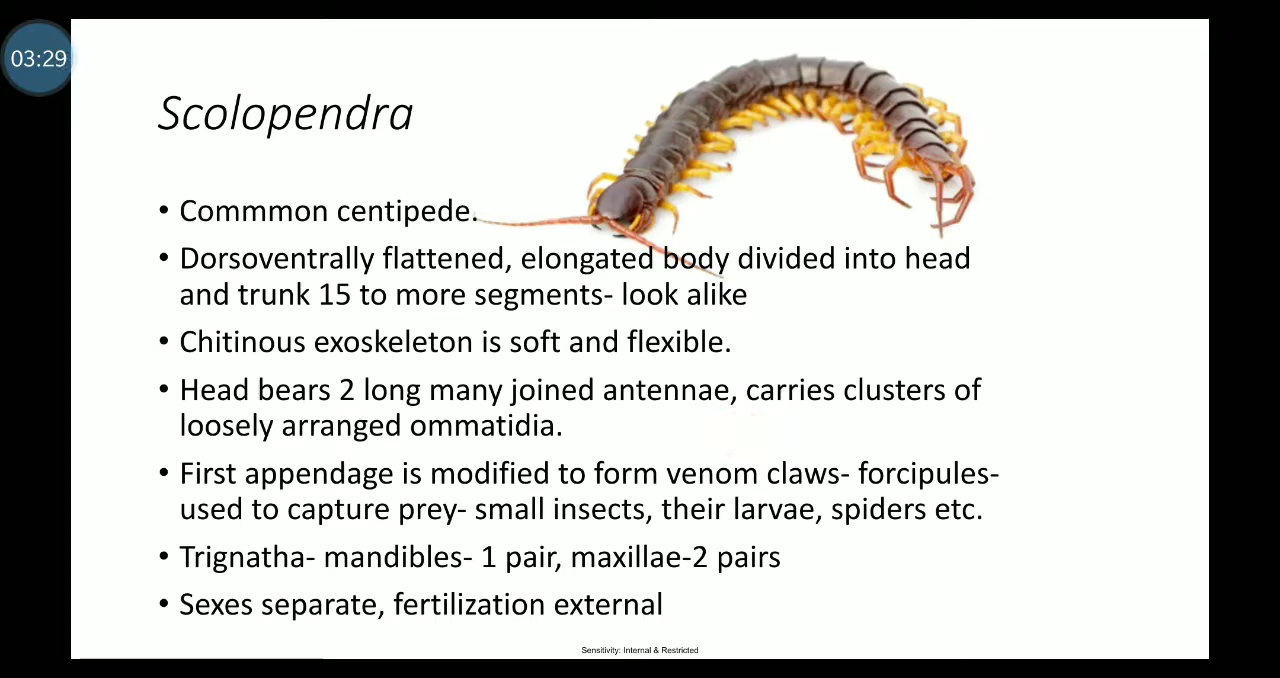 03:29
Scolopendra
• Commmon centipede.
• Dorsoventrally flattened, elongated body divided into head
and trunk 15 to more segments- look alike
• Chitinous exoskeleton is soft and flexible.
• Head bears 2 long many joined antennae, carries clusters of
loosely arranged ommatidia.
• First appendage is modified to form venom claws- forcipules-
used to capture prey- small insects, their larvae, spiders etc.
• Trignatha- mandibles- 1 pair, maxillae-2 pairs
• Sexes separate, fertilization external
Sensitivity: Internal & Restricted